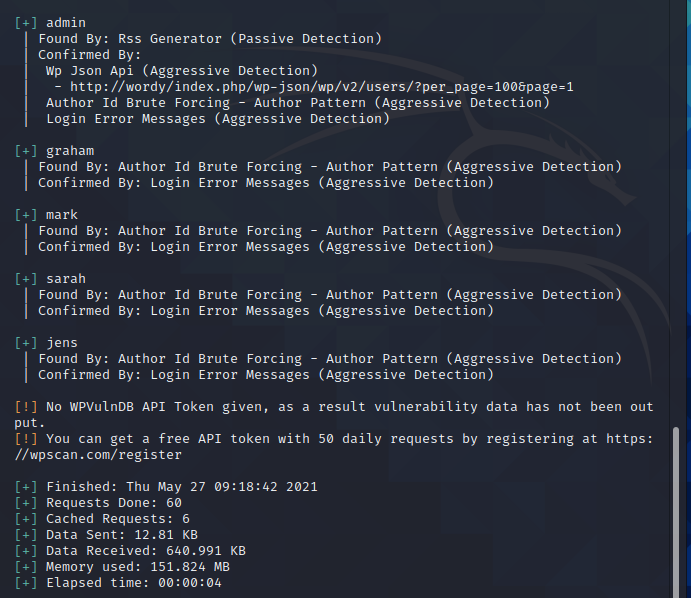 [+] admin
| Found By: Rss Generator (Passive Detection)
| Confirmed By:
|  Wp Json Api (Aggressive Detection)
|   - http://wordy/index.php/wp-json/wp/v2/users/?per_page=100&page=1
|  Author Id Brute Forcing - Author Pattern (Aggressive Detection)
|  Login Error Messages (Aggressive Detection)
[+] graham
| Found By: Author Id Brute Forcing - Author Pattern (Aggressive Detection)
| Confirmed By: Login Error Messages (Aggressive Detection)
[+] mark
| Found By: Author Id Brute Forcing - Author Pattern (Aggressive Detection)
| Confirmed By: Login Error Messages (Aggressive Detection)
[+] sarah
| Found By: Author Id Brute Forcing - Author Pattern (Aggressive Detection)
| Confirmed By: Login Error Messages (Aggressive Detection)
[+] jens
| Found By: Author Id Brute Forcing - Author Pattern (Aggressive Detection)
| Confirmed By: Login Error Messages (Aggressive Detection)
[!] No WPVulnDB API Token given, as a result vulnerability data has not been out
put.
[!] You can get a free API token with 50 daily requests by registering at https:
//wpscan.com/register
[+] Finished: Thu May 27 09:18:42 2021
[+] Requests Done: 60
[+] Cached Requests: 6
[+] Data Sent: 12.81 KB
[+] Data Received: 640.991 KB
[+] Memory used: 151.824 MB
[+] Elapsed time: 00:00:04